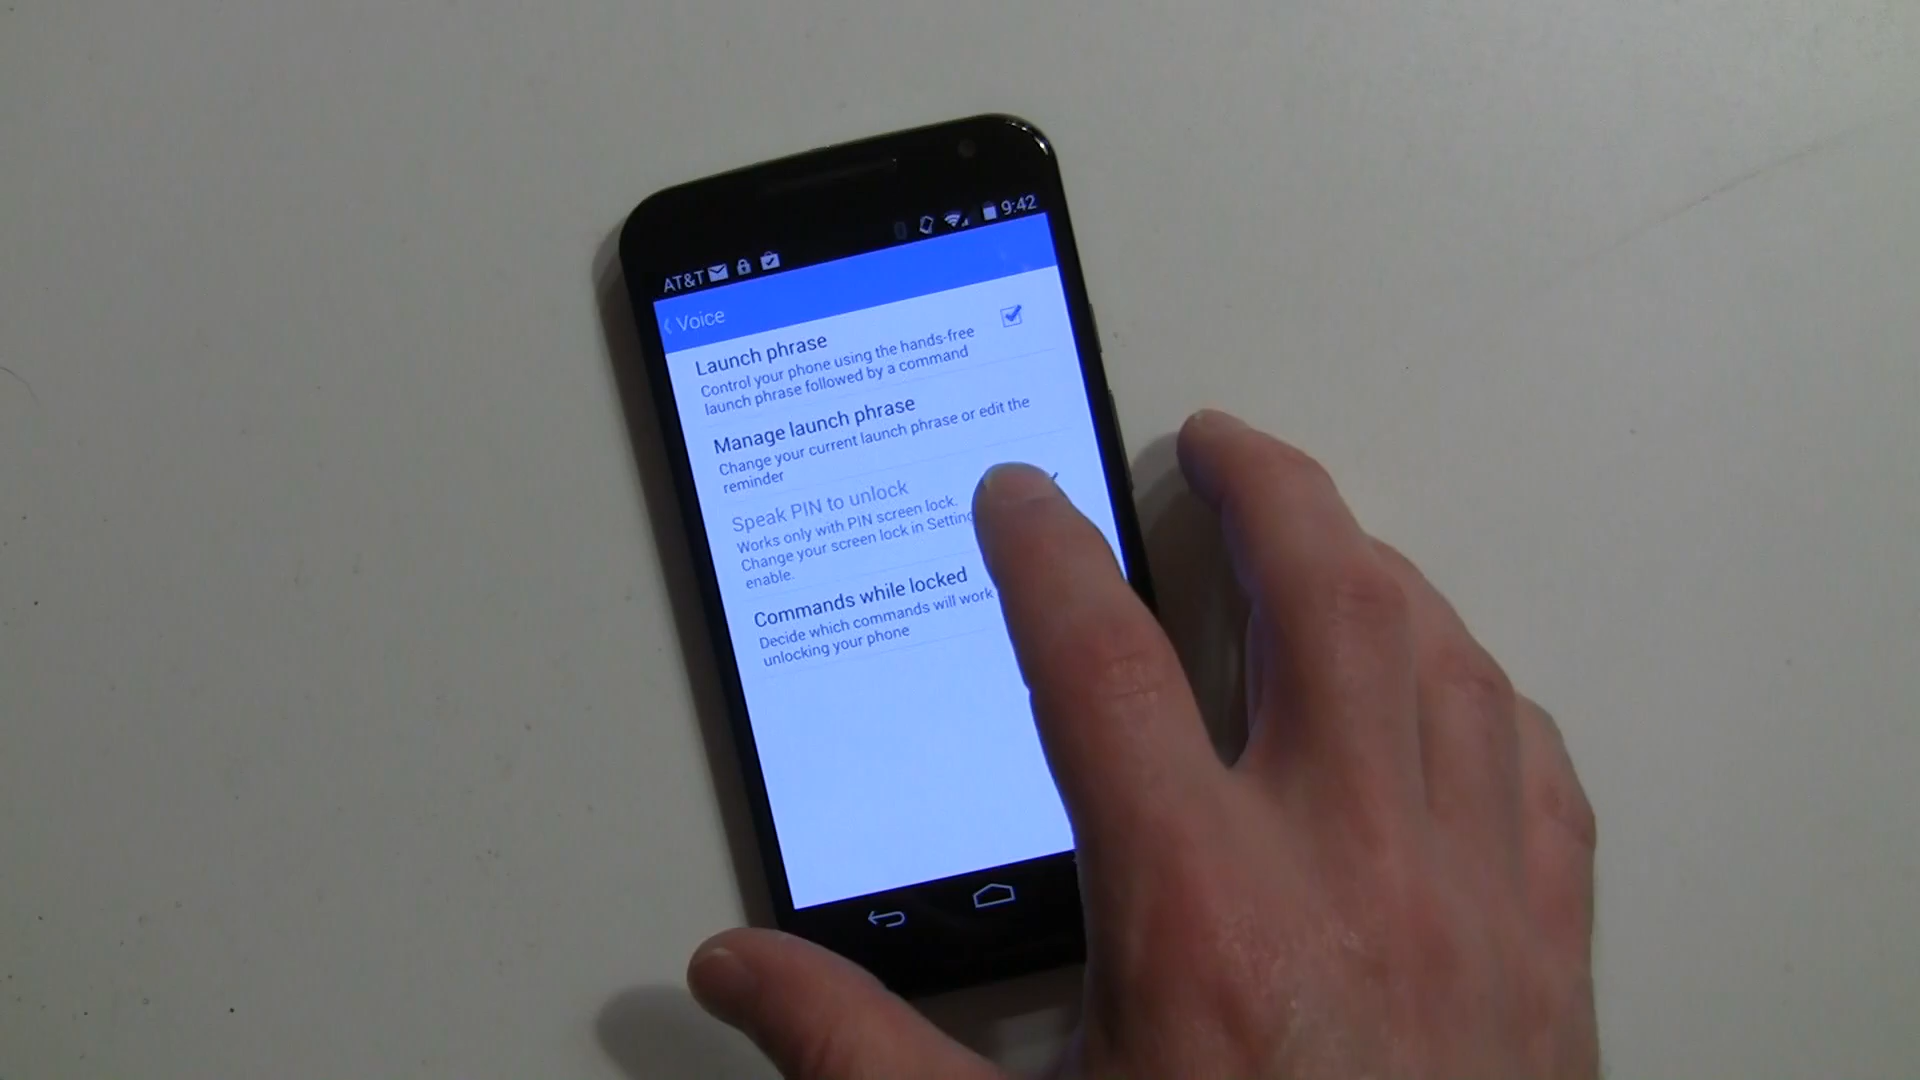 AT&T 9:42
Voice
Launch phrase
Control your phone using the hands-free
launch phrase followed by a command
Manage launch phrase
Change your current launch phrase or edit the
reminder
Speak PIN to unlock
Works only with PIN screen lock.
Change your screen lock in
enable.
Commands while locked
Decide which commands will work
unlocking your phone